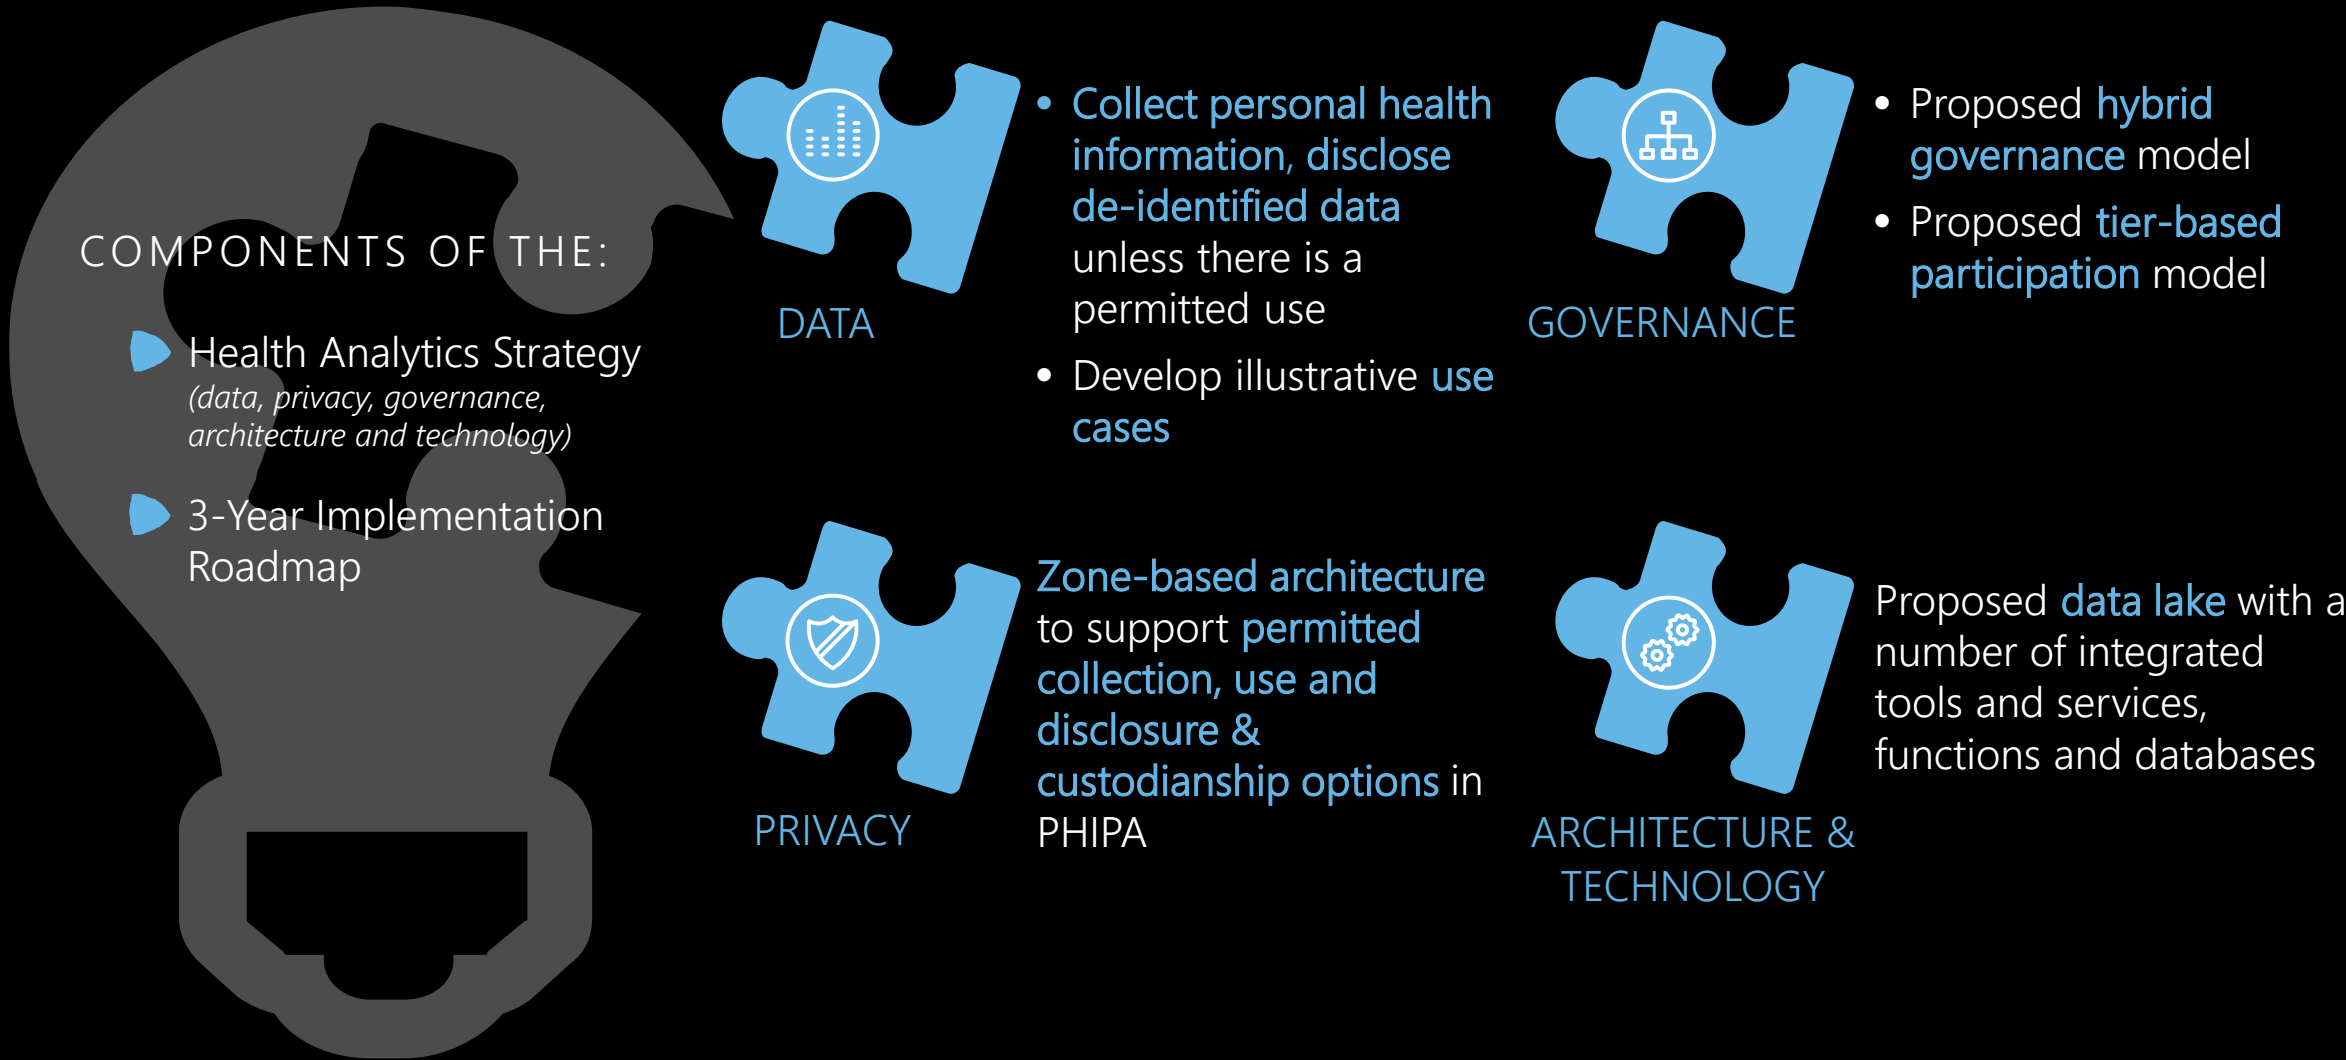 COMPONENTS OF THE:
Health Analytics Strategy
(data, privacy, governance,
architecture and technology)
3-Year Implementation
Roadmap
DATA
• Collect personal health
information, disclose
de-identified data
unless there is a
permitted use
• Develop illustrative use
cases
GOVERNANCE
• Proposed hybrid
governance model
• Proposed tier-based
participation model
PRIVACY
Zone-based architecture
to support permitted
collection, use and
disclosure &
custodianship options in
PHIPA
ARCHITECTURE &
TECHNOLOGY
Proposed data lake with a
number of integrated
tools and services,
functions and databases